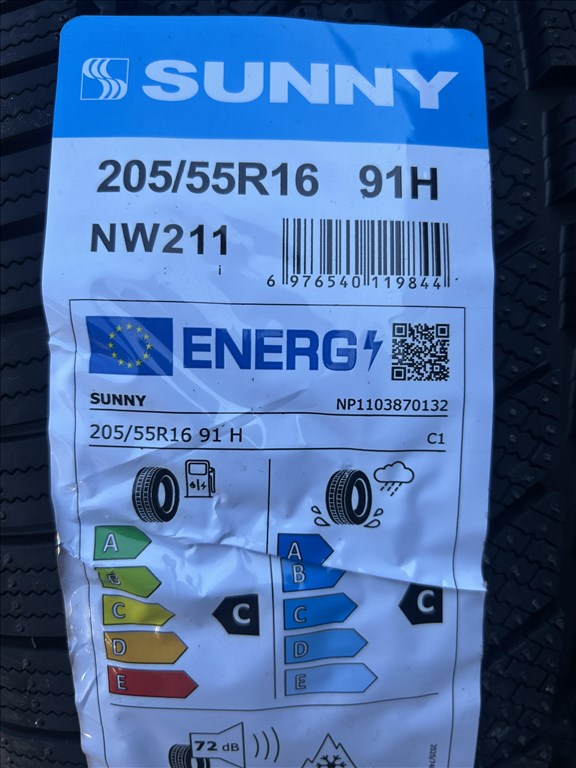 SUNNY
205/55R16 91H
NW211
6 976540 119844
ENERG
SUNNY NP1103870132
205/55R16 91 H C1
A
C
D
E
C
A
B
C
D
E
C
72 dB